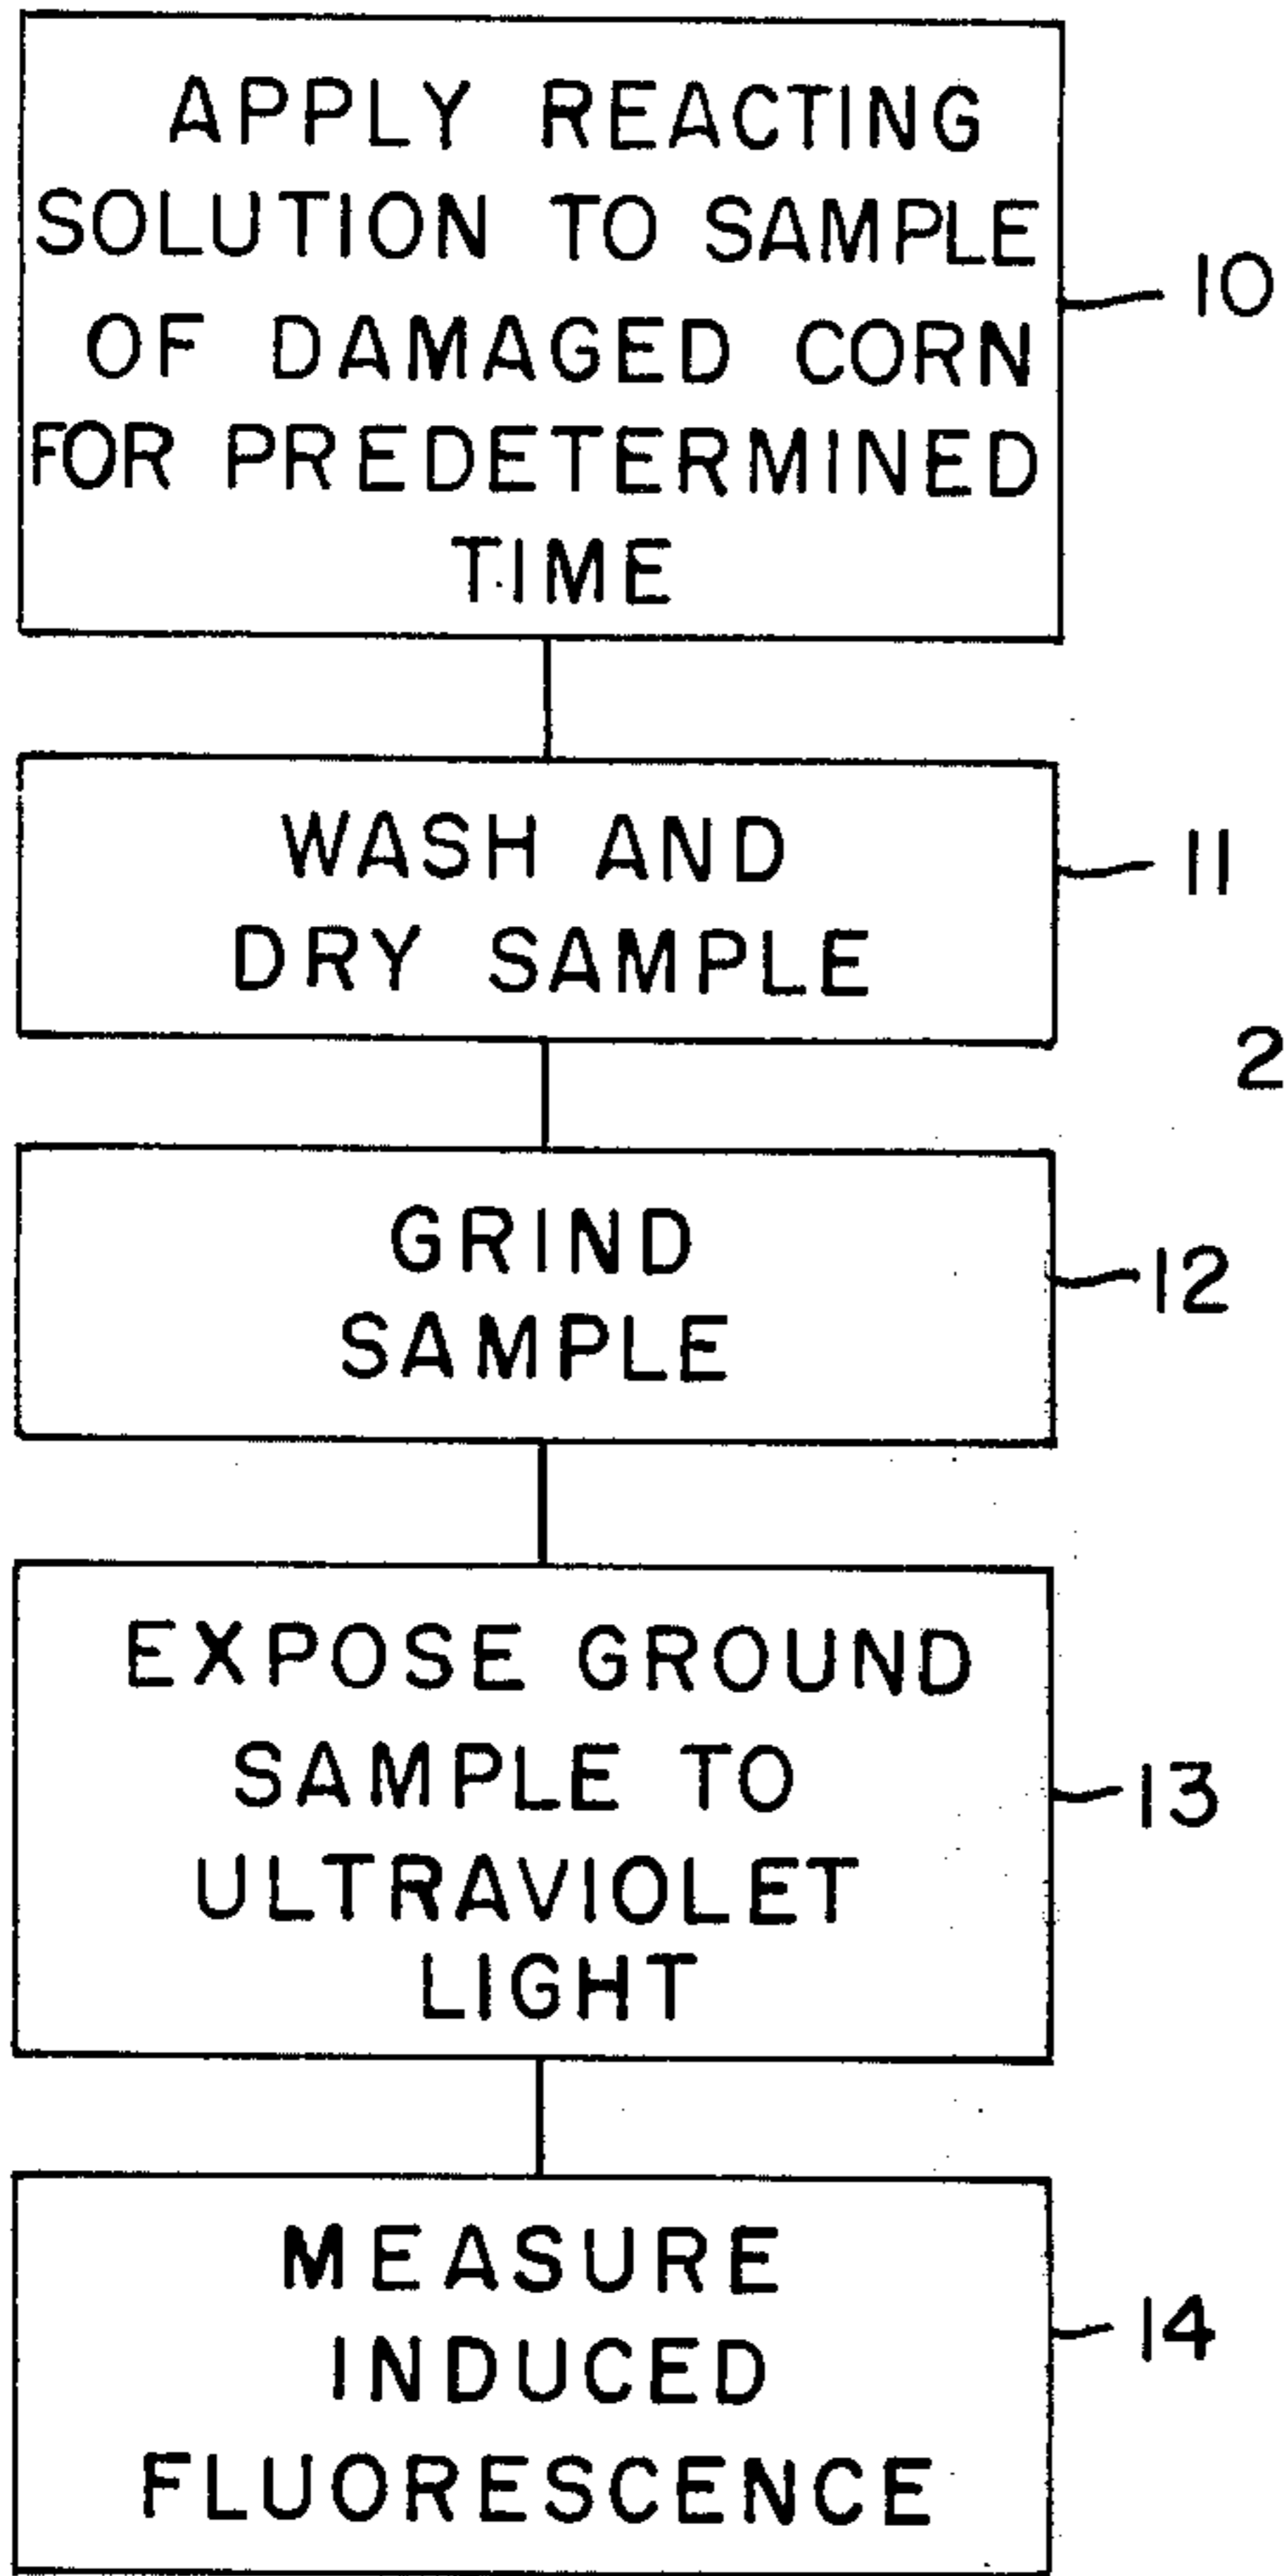 APPLY REACTING
SOLUTION TO SAMPLE
OF DAMAGED CORN
FOR PREDETERMINED
TIME
10
WASH AND
DRY SAMPLE
11
2
GRIND
SAMPLE
12
EXPOSE GROUND
SAMPLE TO
ULTRAVIOLET
LIGHT
13
MEASURE
INDUCED
FLUORESCENCE
14